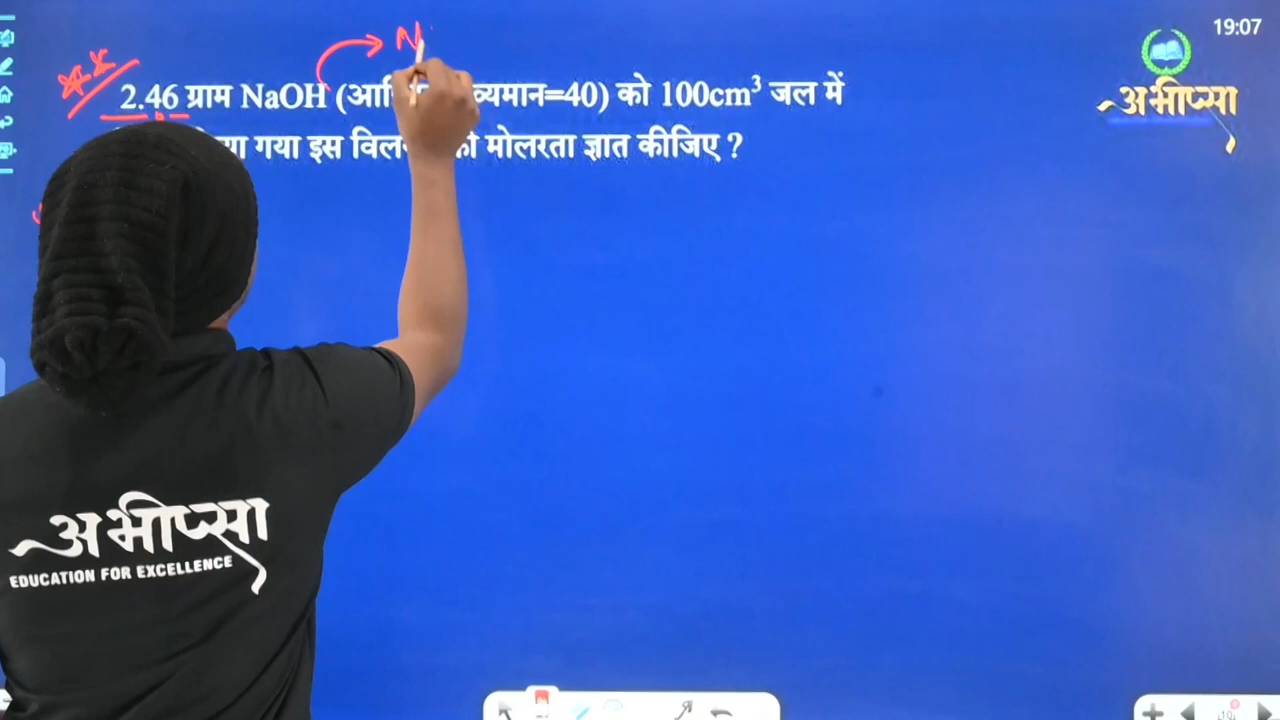 19:07
N
2.46 ग्राम NaOH (आ व्यमान=40) को 100cm³ जल में
या गया इस विल की मोलरता ज्ञात कीजिए ?
अभीप्सा
अभीप्सा
EDUCATION FOR EXCELLENCE